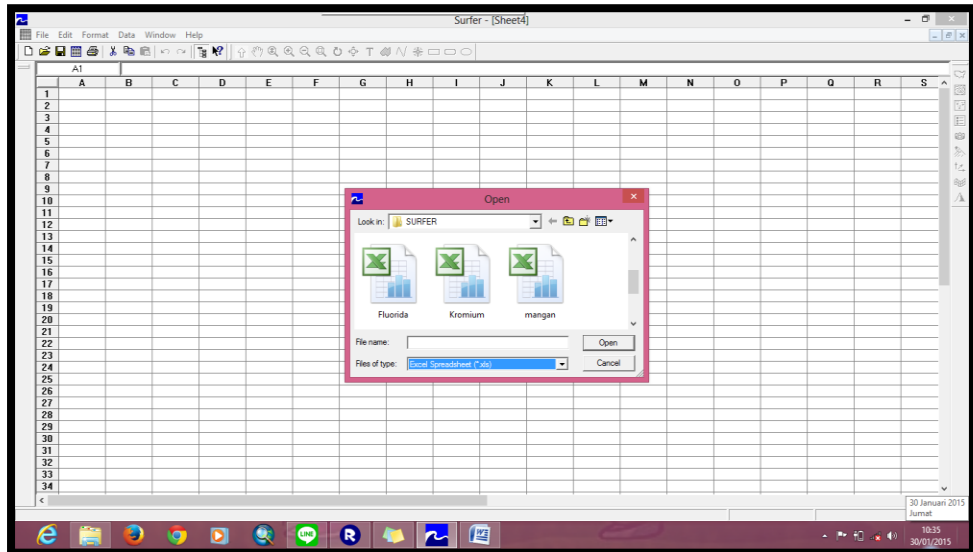 Surfer - [Sheet4]
File Edit Format Data Window Help
A1
A B C D E F G H I J K L M N O P Q R S
1
2
3
4
5
6
7
8
9
10
11
12
13
14
15
16
17
18
19
20
21
22
23
24
25
26
27
28
29
30
31
32
33
34
Open
Look in: SURFER
Fluorida Kromium mangan
File name: Open
Files of type: Excel Spreadsheet (*.xls) Cancel
30 Januari 2015
Jumat
LINE
R
10:35
30/01/2015